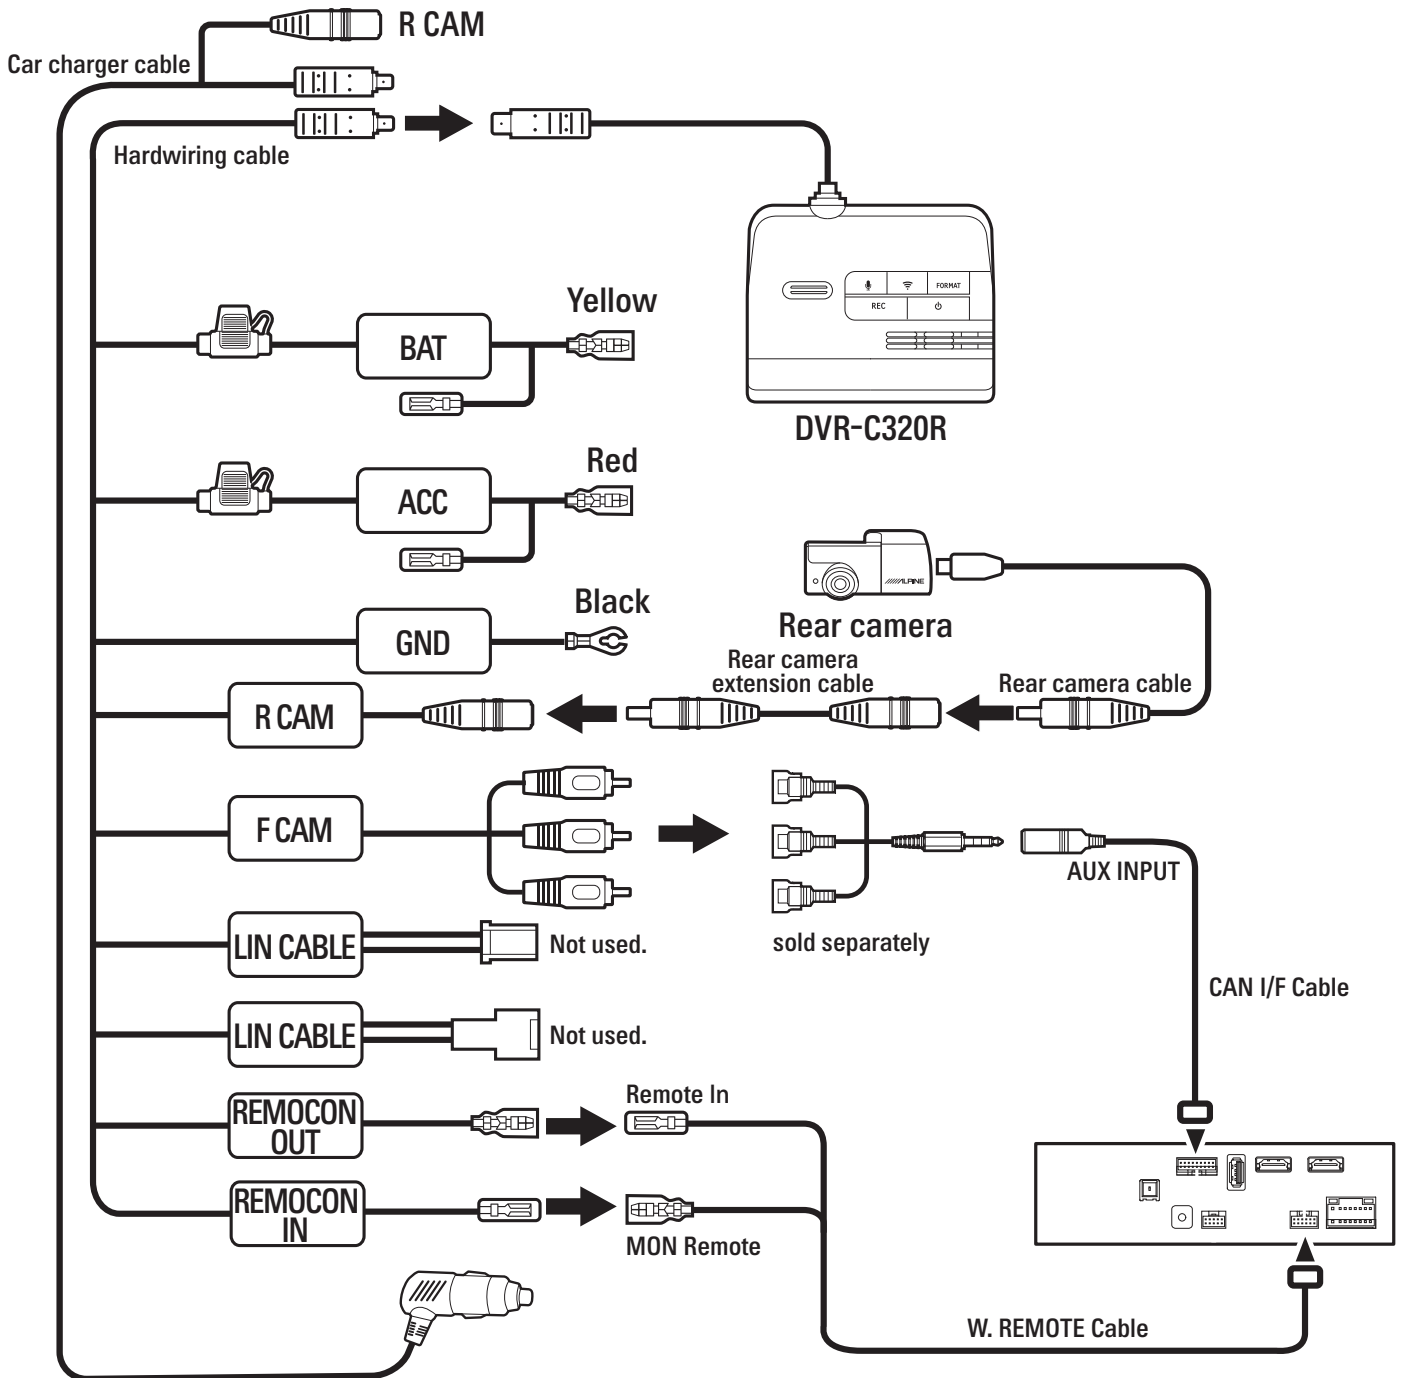 R CAM
Car charger cable
Hardwiring cable
FORMAT
REC
DVR-C320R
Yellow
BAT
Red
ACC
ALPINE
Black
GND
Rear camera
Rear camera
extension cable
Rear camera cable
R CAM
F CAM
AUX INPUT
sold separately
LIN CABLE
Not used.
CAN I/F Cable
LIN CABLE
Not used.
Remote In
REMOCON
OUT
REMOCON
IN
MON Remote
W. REMOTE Cable